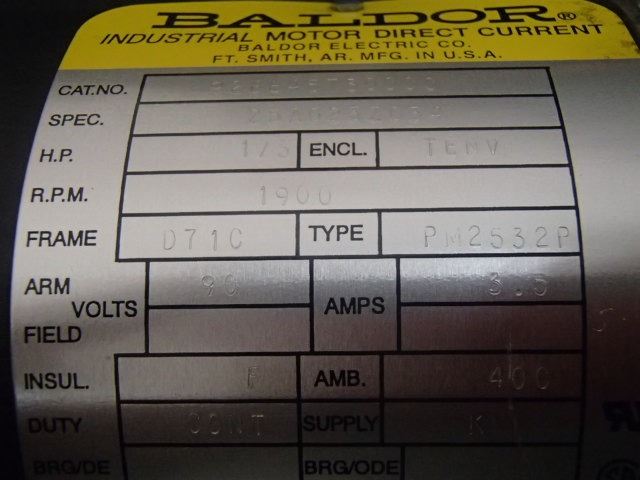 BALDOR®
INDUSTRIAL MOTOR DIRECT CURRENT
BALDOR ELECTRIC CO.
FT. SMITH, AR. MFG. IN U.S.A.
CAT.NO.
SPEC.
H.P. 1/3 ENCL. TENV
R.P.M. 1900
FRAME D71C TYPE PM2532P
ARM 90 3.5
VOLTS AMPS
FIELD
INSUL. F AMB. 40C
DUTY CONT SUPPLY K
BRG/DE BRG/ODE